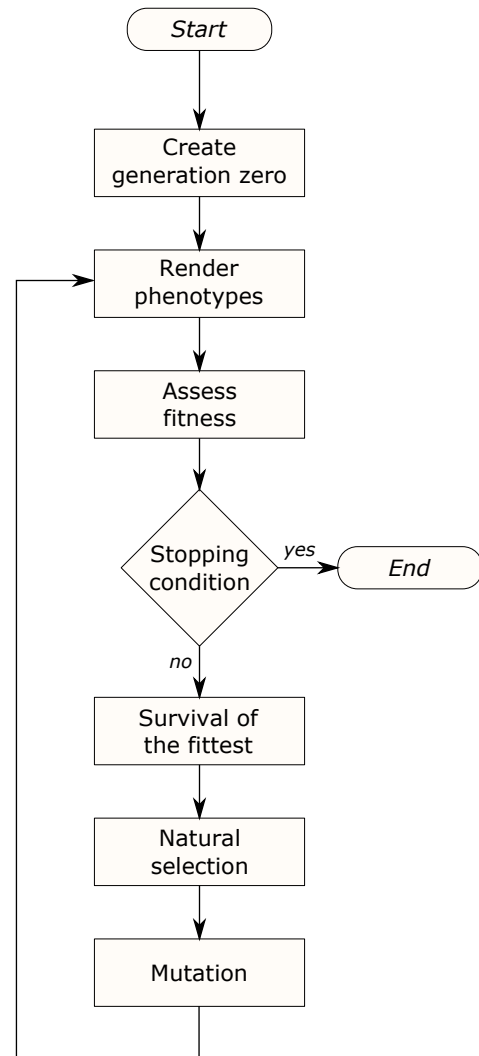 Start
Create
generation zero
Render
phenotypes
Assess
fitness
Stopping
condition
yes
End
no
Survival of
the fittest
Natural
selection
Mutation